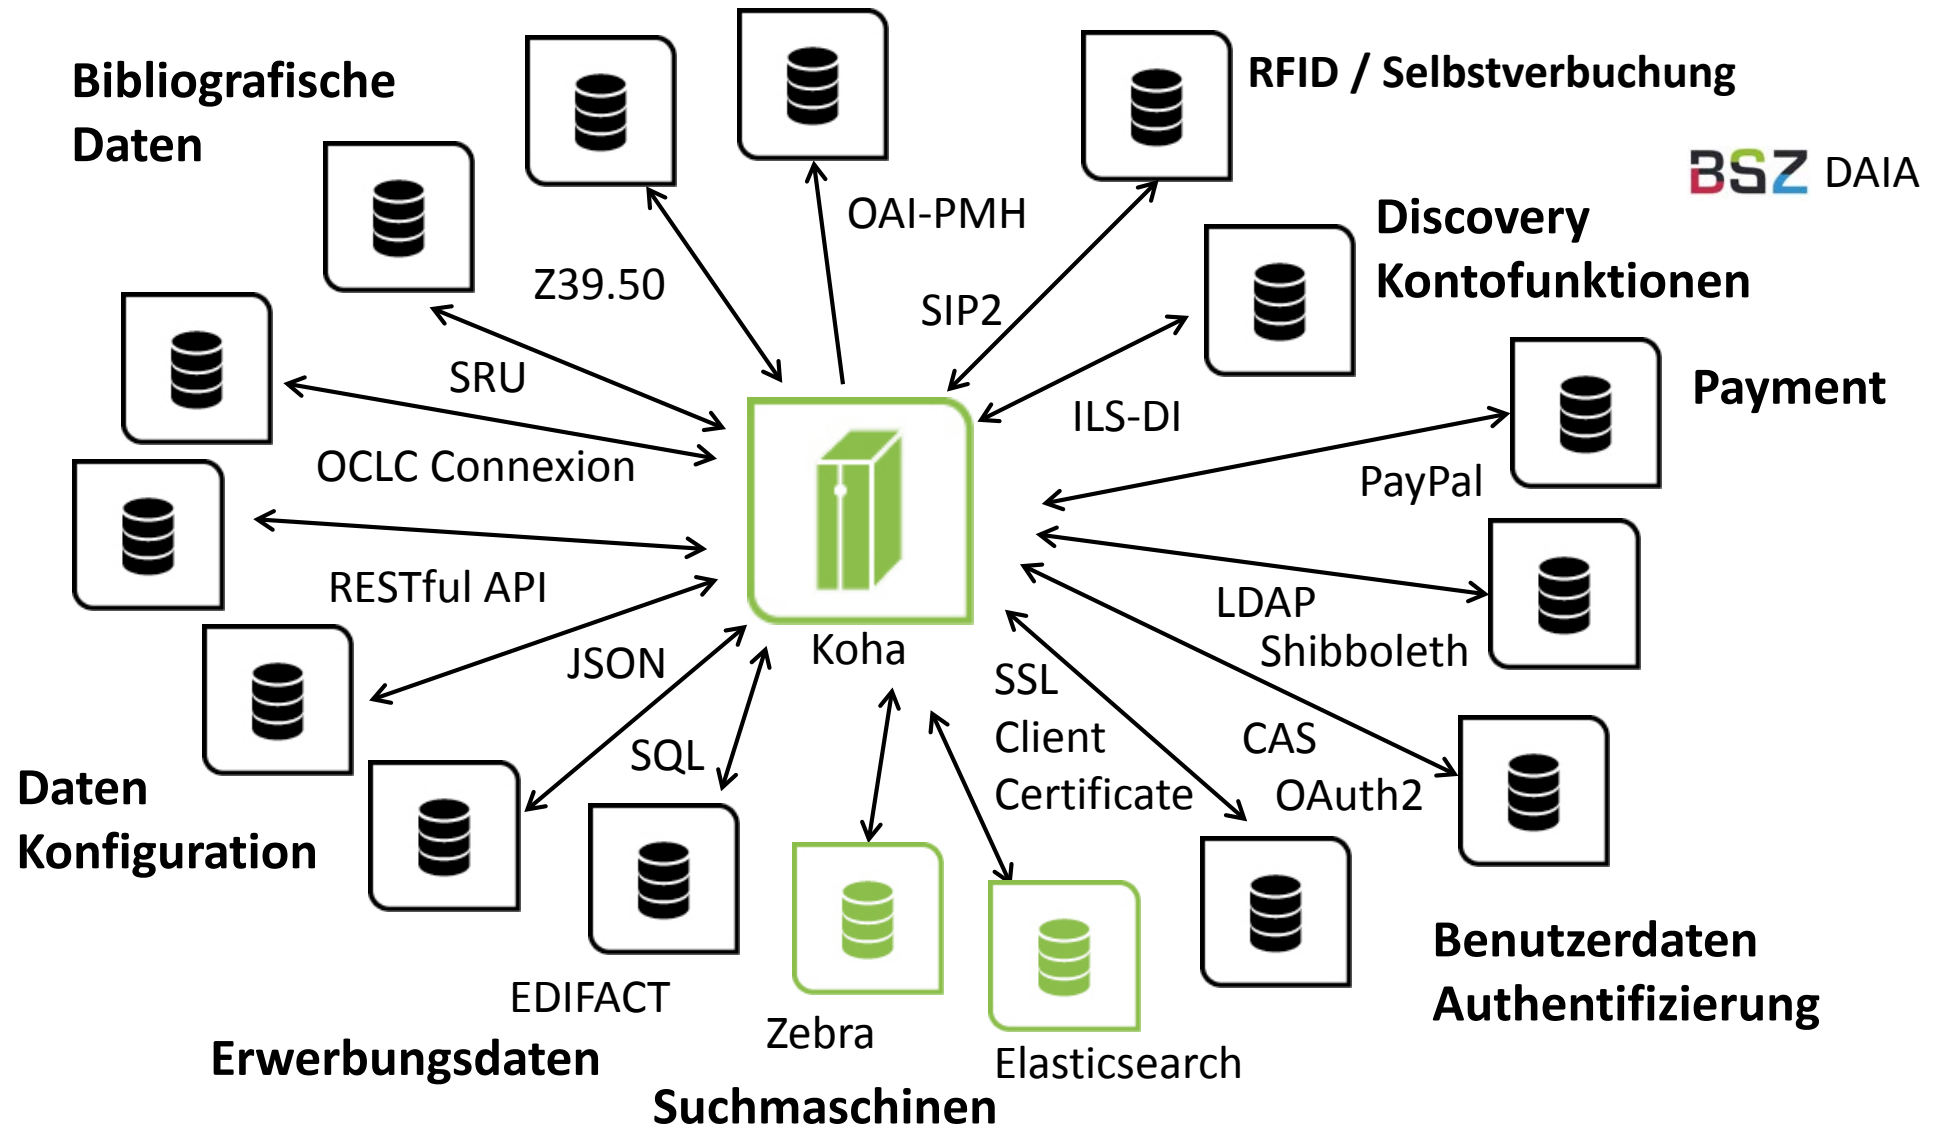 Bibliografische
Daten
RFID / Selbstverbuchung
BSZ DAIA
OAI-PMH
Discovery
Kontofunktionen
Z39.50
SIP2
SRU
ILS-DI
Payment
OCLC Connexion
PayPal
RESTful API
LDAP
Shibboleth
JSON
Koha
SSL
Client
Certificate
SQL
CAS
OAuth2
Daten
Konfiguration
Benutzerdaten
Authentifizierung
EDIFACT
Erwerbungsdaten
Zebra
Elasticsearch
Suchmaschinen